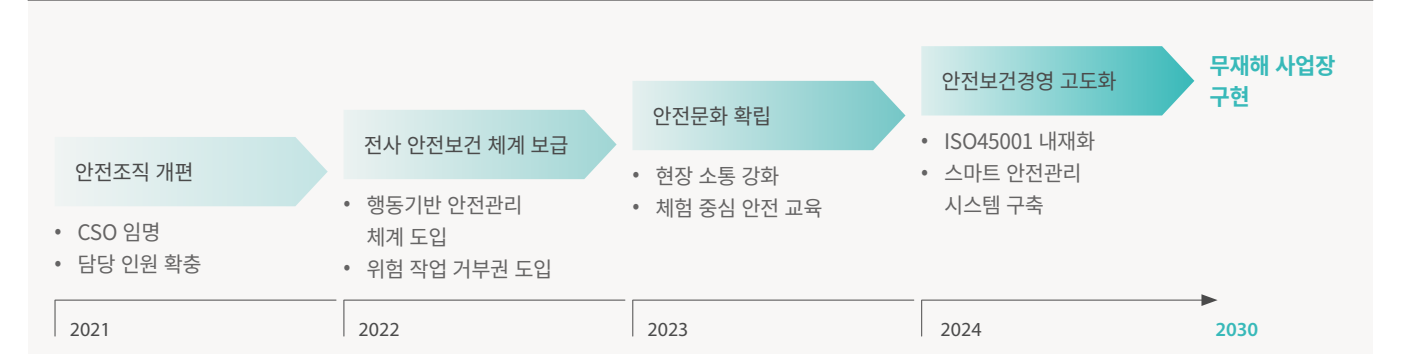 안전조직 개편
• CSO 임명
• 담당 인원 확충
2021
전사 안전보건 체계 보급
• 행동기반 안전관리
체계 도입
• 위험 작업 거부권 도입
2022
안전문화 확립
• 현장 소통 강화
• 체험 중심 안전 교육
2023
안전보건경영 고도화
• ISO45001 내재화
• 스마트 안전관리
시스템 구축
2024
무재해 사업장
구현
2030